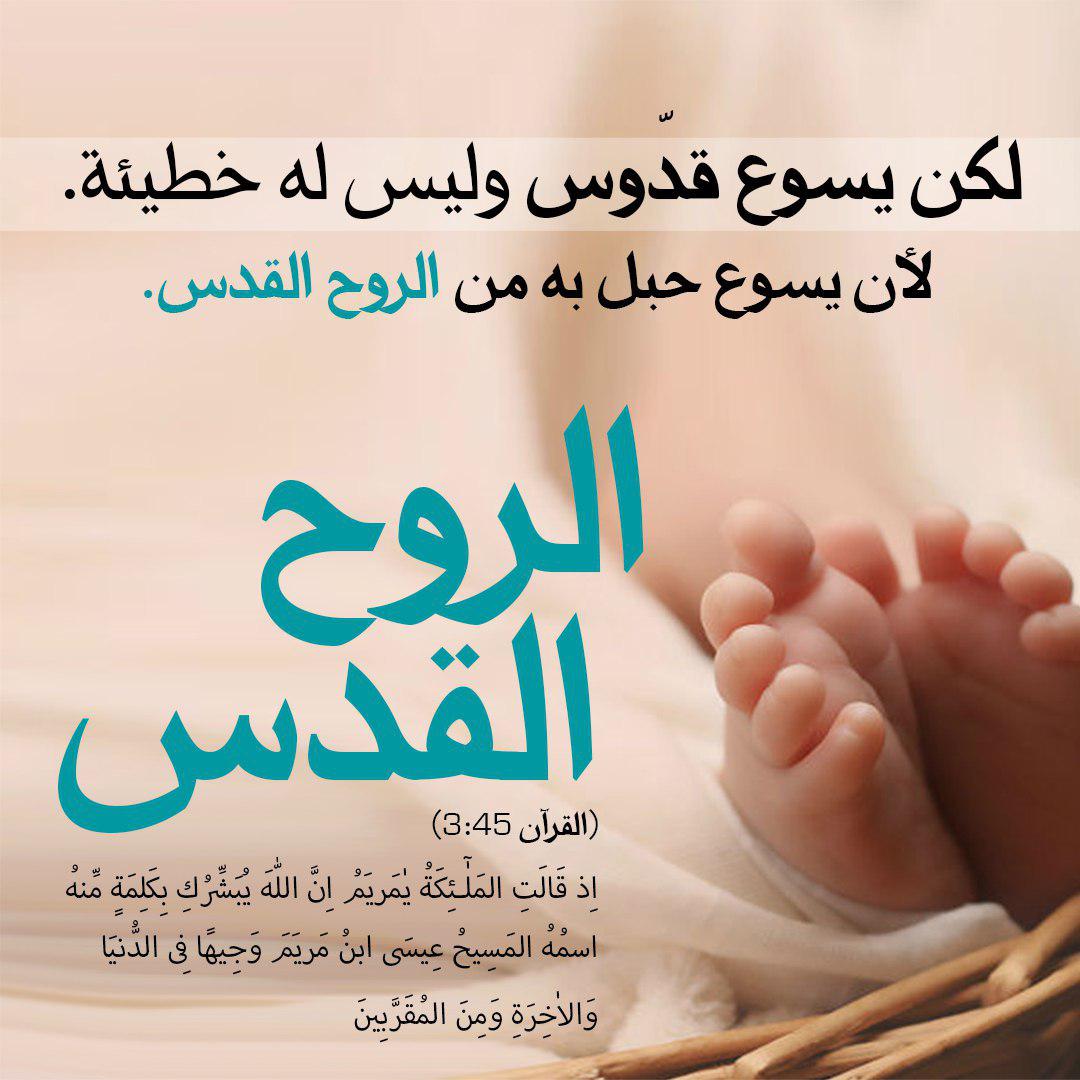 لكن يسوع قدّوس وليس له خطيئة.
لأن يسوع حبل به من الروح القدس.
الروح
القدس
(القرآن 3:45)
اِذ قَالَتِ المَلٰٓـئِكَةُ يٰمَريَمُ اِنَّ اللّٰهَ يُبَشِّرُكِ بِكَلِمَةٍ مِّنهُ
اسمُهُ المَسِيحُ عِيسَى ابنُ مَريَمَ وَجِيهًا فِى الدُّنيَا
وَالاٰخِرَةِ وَمِنَ المُقَرَّبِينَ